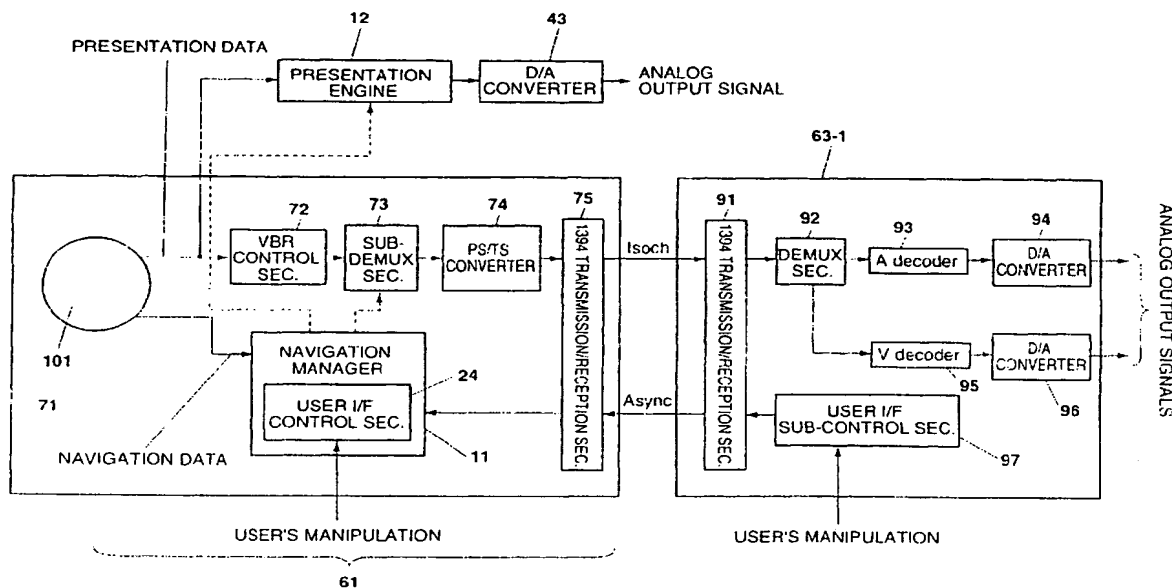 12
43
PRESENTATION DATA
PRESENTATION
ENGINE
D/A
CONVERTER
ANALOG
OUTPUT SIGNAL
63-1
72
73
74
75
VBR
CONTROL
SEC.
SUB-
DEMUX
SEC.
PS/TS
CONVERTER
1394 TRANSMISSION/RECEPTION SEC.
Isoch
91
92
93
94
1394 TRANSMISSION/RECEPTION SEC.
DEMUX
SEC.
A decoder
D/A
CONVERTER
ANALOG OUTPUT SIGNALS
101
71
NAVIGATION
MANAGER
24
USER I/F
CONTROL SEC.
11
NAVIGATION DATA
Async
V decoder
95
D/A
CONVERTER
96
USER I/F
SUB-CONTROL SEC.
97
USER'S MANIPULATION
USER'S MANIPULATION
61